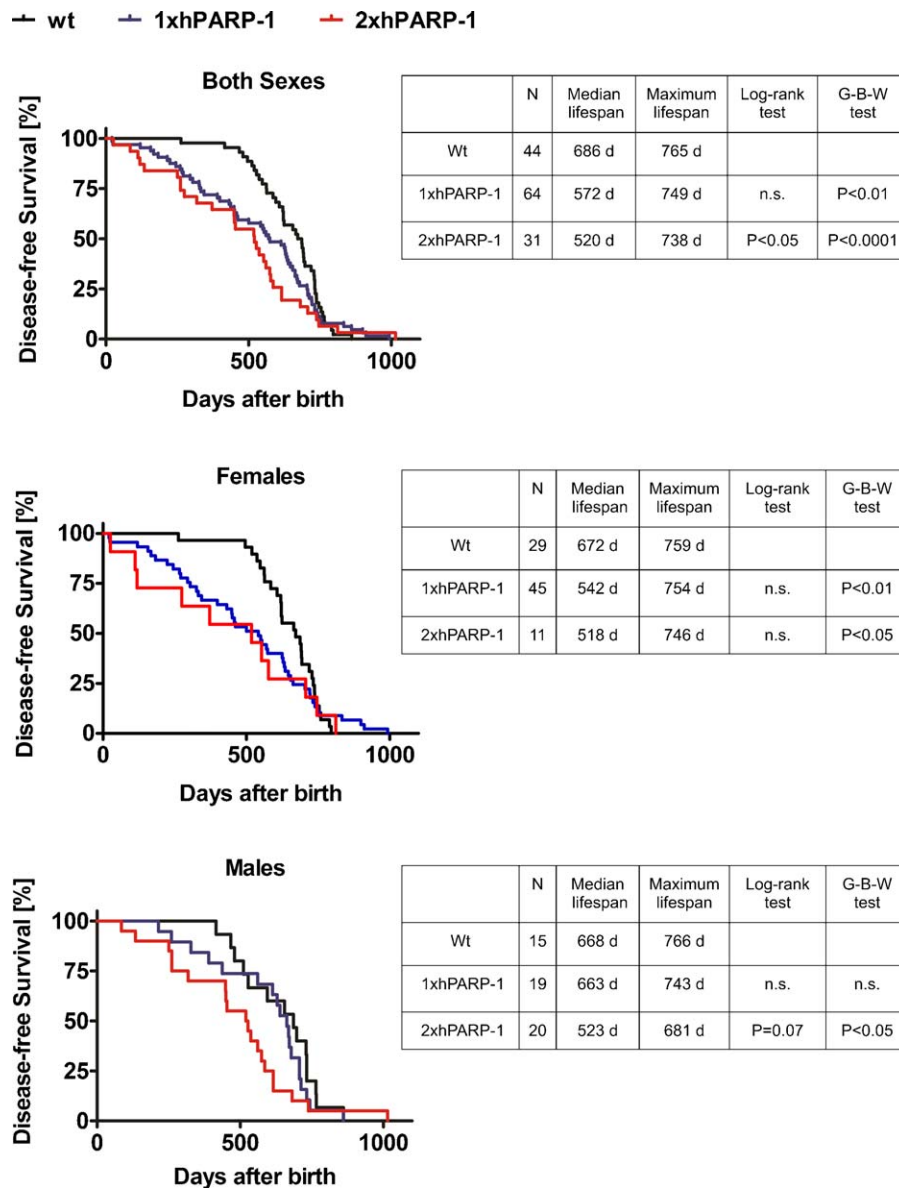 wt 1xhPARP-1 2xhPARP-1
Both Sexes
Disease-free Survival [%]
100
75
50
25
0
0 500 1000
Days after birth
N Median lifespan Maximum lifespan Log-rank test G-B-W test
Wt 44 686 d 765 d
1xhPARP-1 64 572 d 749 d n.s. P<0.01
2xhPARP-1 31 520 d 738 d P<0.05 P<0.0001
Females
Disease-free Survival [%]
100
75
50
25
0
0 500 1000
Days after birth
N Median lifespan Maximum lifespan Log-rank test G-B-W test
Wt 29 672 d 759 d
1xhPARP-1 45 542 d 754 d n.s. P<0.01
2xhPARP-1 11 518 d 746 d n.s. P<0.05
Males
Disease-free Survival [%]
100
75
50
25
0
0 500 1000
Days after birth
N Median lifespan Maximum lifespan Log-rank test G-B-W test
Wt 15 668 d 766 d
1xhPARP-1 19 663 d 743 d n.s. n.s.
2xhPARP-1 20 523 d 681 d P=0.07 P<0.05